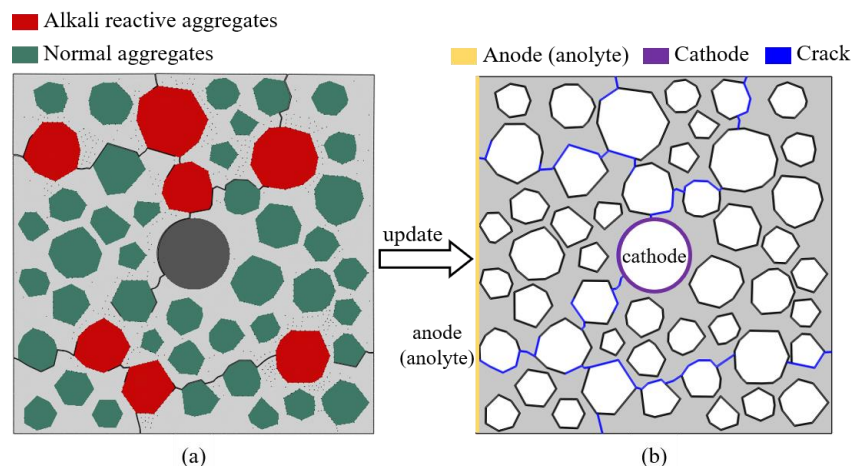 Alkali reactive aggregates
Normal aggregates
Anode (anolyte)
Cathode
Crack
update
cathode
anode
(anolyte)
(a)
(b)